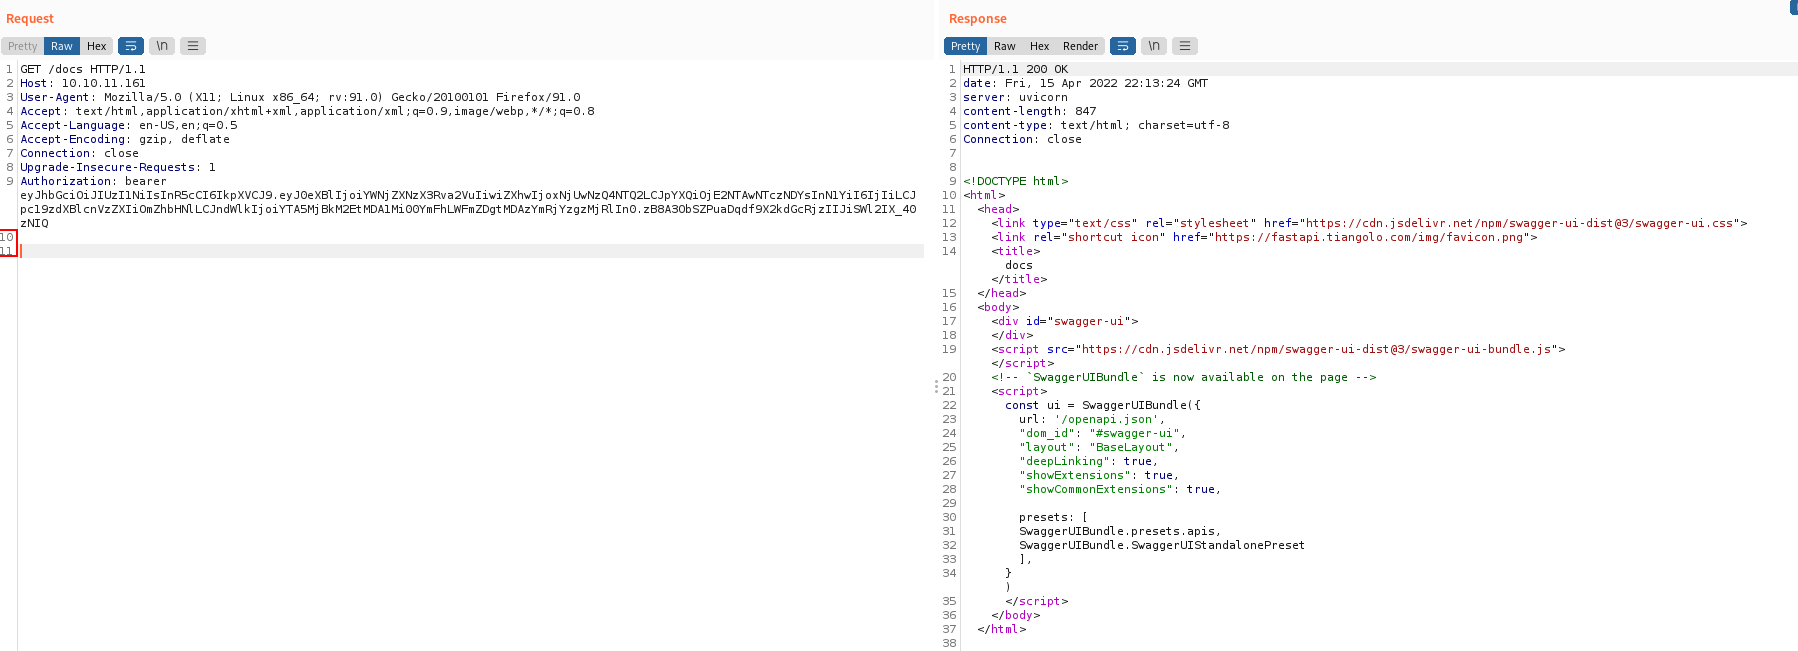 Request
Pretty Raw Hex \n
1 GET /docs HTTP/1.1
2 Host: 10.10.11.161
3 User-Agent: Mozilla/5.0 (X11; Linux x86_64; rv:91.0) Gecko/20100101 Firefox/91.0
4 Accept: text/html,application/xhtml+xml,application/xml;q=0.9,image/webp,*/*;q=0.8
5 Accept-Language: en-US,en;q=0.5
6 Accept-Encoding: gzip, deflate
7 Connection: close
8 Upgrade-Insecure-Requests: 1
9 Authorization: bearer
eyJhbGciOiJIUzI1NiIsInR5cCI6IkpXVCJ9.eyJ0eXBlIjoiYWNjZXNzX3Rva2VuIiwiZXhwIjoxNjUwNzQ4NTQ2LCJpYXQiOjE2NTAwNTczNDYsInN1YiI6IjIiLCJ
pc19zdXBlcnVzZXIiOmZhbHNlLCJndWlkIjoiYTA5MjBkM2EtMDA1Mi00YmFhLWFmZDgtMDAzYmRjYzgzMjRlIn0.zB8A3ObSZPuaDqdf9X2kdGcRjzIIJiSWl2IX_4O
zNIQ
10
11
Response
Pretty Raw Hex Render \n
1 HTTP/1.1 200 OK
2 date: Fri, 15 Apr 2022 22:13:24 GMT
3 server: uvicorn
4 content-length: 847
5 content-type: text/html; charset=utf-8
6 Connection: close
7
8
9 <!DOCTYPE html>
10 <html>
11 <head>
12 <link type="text/css" rel="stylesheet" href="https://cdn.jsdelivr.net/npm/swagger-ui-dist@3/swagger-ui.css">
13 <link rel="shortcut icon" href="https://fastapi.tiangolo.com/img/favicon.png">
14 <title>
docs
</title>
15 </head>
16 <body>
17 <div id="swagger-ui">
18 </div>
19 <script src="https://cdn.jsdelivr.net/npm/swagger-ui-dist@3/swagger-ui-bundle.js">
</script>
20 <!-- `SwaggerUIBundle` is now available on the page -->
21 <script>
22 const ui = SwaggerUIBundle({
23 url: '/openapi.json',
24 "dom_id": "#swagger-ui",
25 "layout": "BaseLayout",
26 "deepLinking": true,
27 "showExtensions": true,
28 "showCommonExtensions": true,
29
30 presets: [
31 SwaggerUIBundle.presets.apis,
32 SwaggerUIBundle.SwaggerUIStandalonePreset
33 ],
34 }
)
35 </script>
36 </body>
37 </html>
38